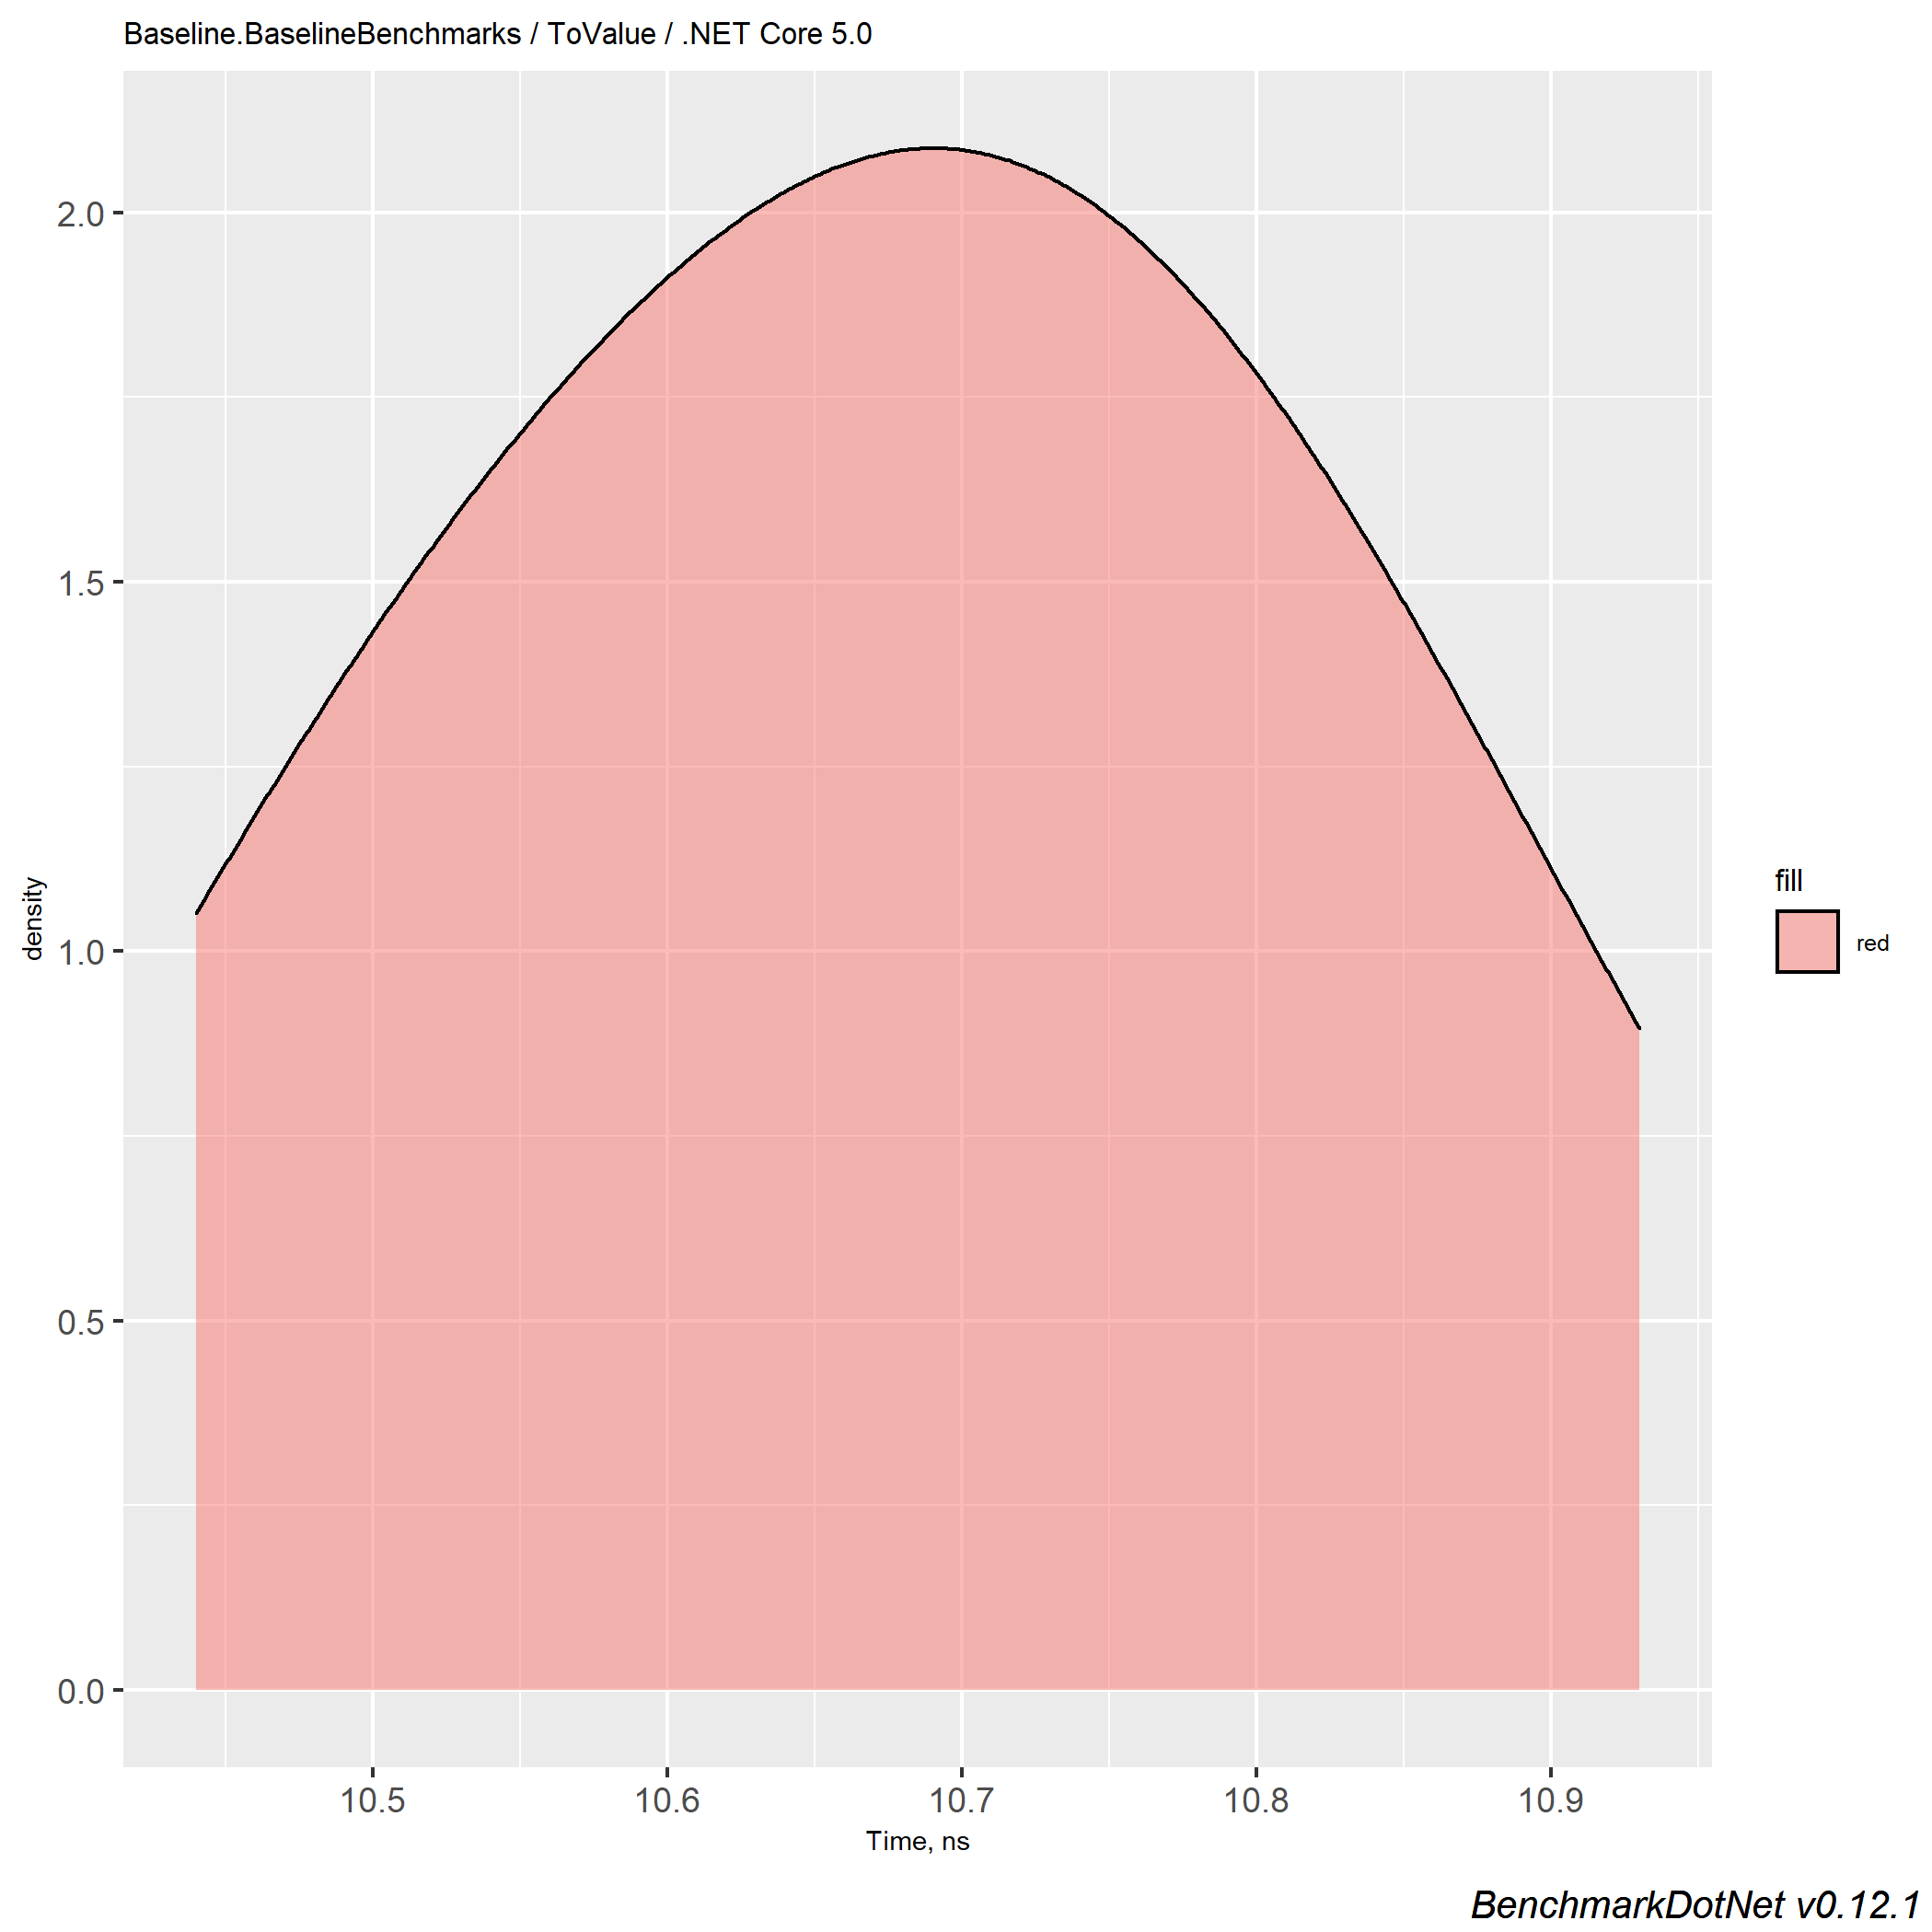 Baseline.BaselineBenchmarks / ToValue / .NET Core 5.0
2.0
1.5
1.0
0.5
0.0
density
10.5 10.6 10.7 10.8 10.9
Time, ns
fill
red
BenchmarkDotNet v0.12.1